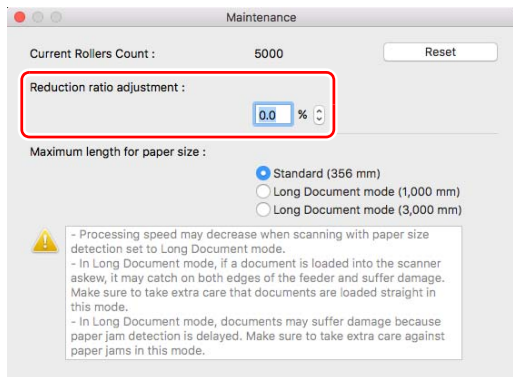 Maintenance
Current Rollers Count : 5000 Reset
Reduction ratio adjustment :
0.0 %
Maximum length for paper size :
Standard (356 mm)
Long Document mode (1,000 mm)
Long Document mode (3,000 mm)
- Processing speed may decrease when scanning with paper size
detection set to Long Document mode.
- In Long Document mode, if a document is loaded into the scanner
askew, it may catch on both edges of the feeder and suffer damage.
Make sure to take extra care that documents are loaded straight in
this mode.
- In Long Document mode, documents may suffer damage because
paper jam detection is delayed. Make sure to take extra care against
paper jams in this mode.